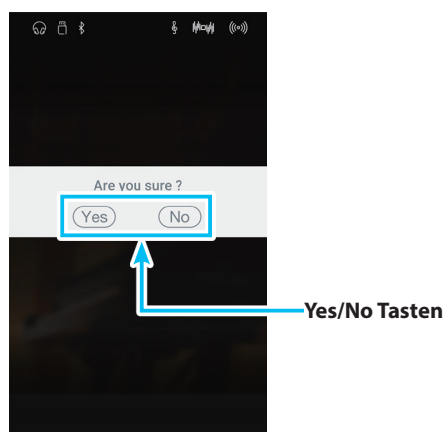 Are you sure ?
Yes No
Yes/No Tasten